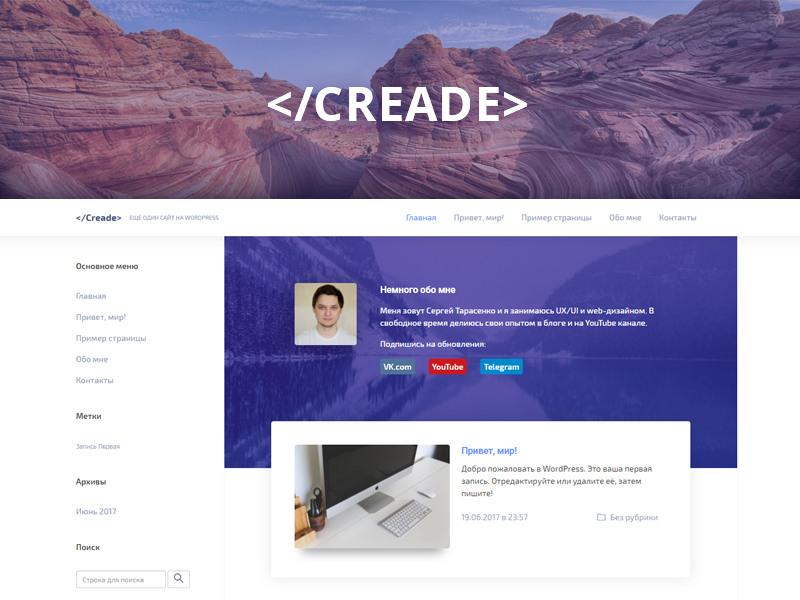 </CREADE>
</Creade> ЕЩЁ ОДИН САЙТ НА WORDPRESS
Главная Привет, мир! Пример страницы Обо мне Контакты
Основное меню
Главная
Привет, мир!
Пример страницы
Обо мне
Контакты
Метки
Запись Первая
Архивы
Июнь 2017
Поиск
Строка для поиска
Немного обо мне
Меня зовут Сергей Тарасенко и я занимаюсь UX/UI и web-дизайном. В
свободное время делиюсь свои опытом в блоге и на YouTube канале.
Подпишись на обновления:
VK.com YouTube Telegram
Привет, мир!
Добро пожаловать в WordPress. Это ваша первая
запись. Отредактируйте или удалите её, затем
пишите!
19.06.2017 в 23:57 Без рубрики